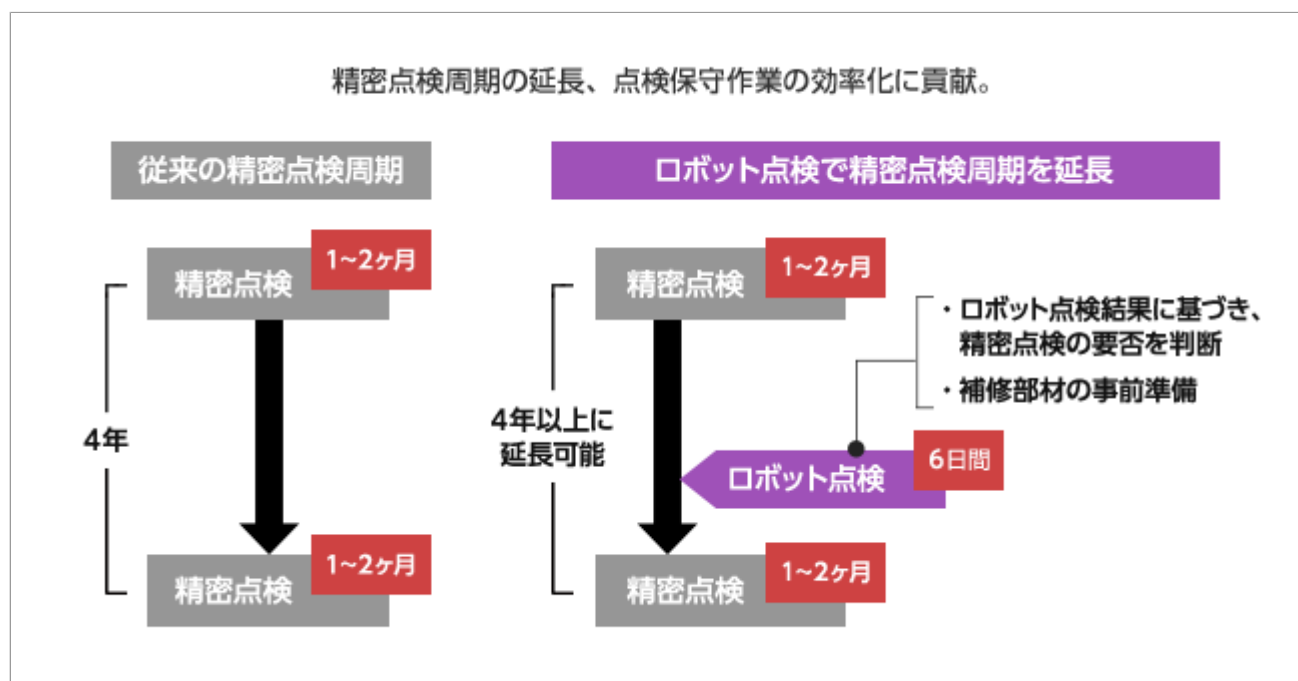 精密点検周期の延長、点検保守作業の効率化に貢献。
従来の精密点検周期
精密点検
1~2ヶ月
4年
精密点検
1~2ヶ月
ロボット点検で精密点検周期を延長
精密点検
1~2ヶ月
4年以上に
延長可能
・ロボット点検結果に基づき、
精密点検の要否を判断
・補修部材の事前準備
ロボット点検
6日間
精密点検
1~2ヶ月